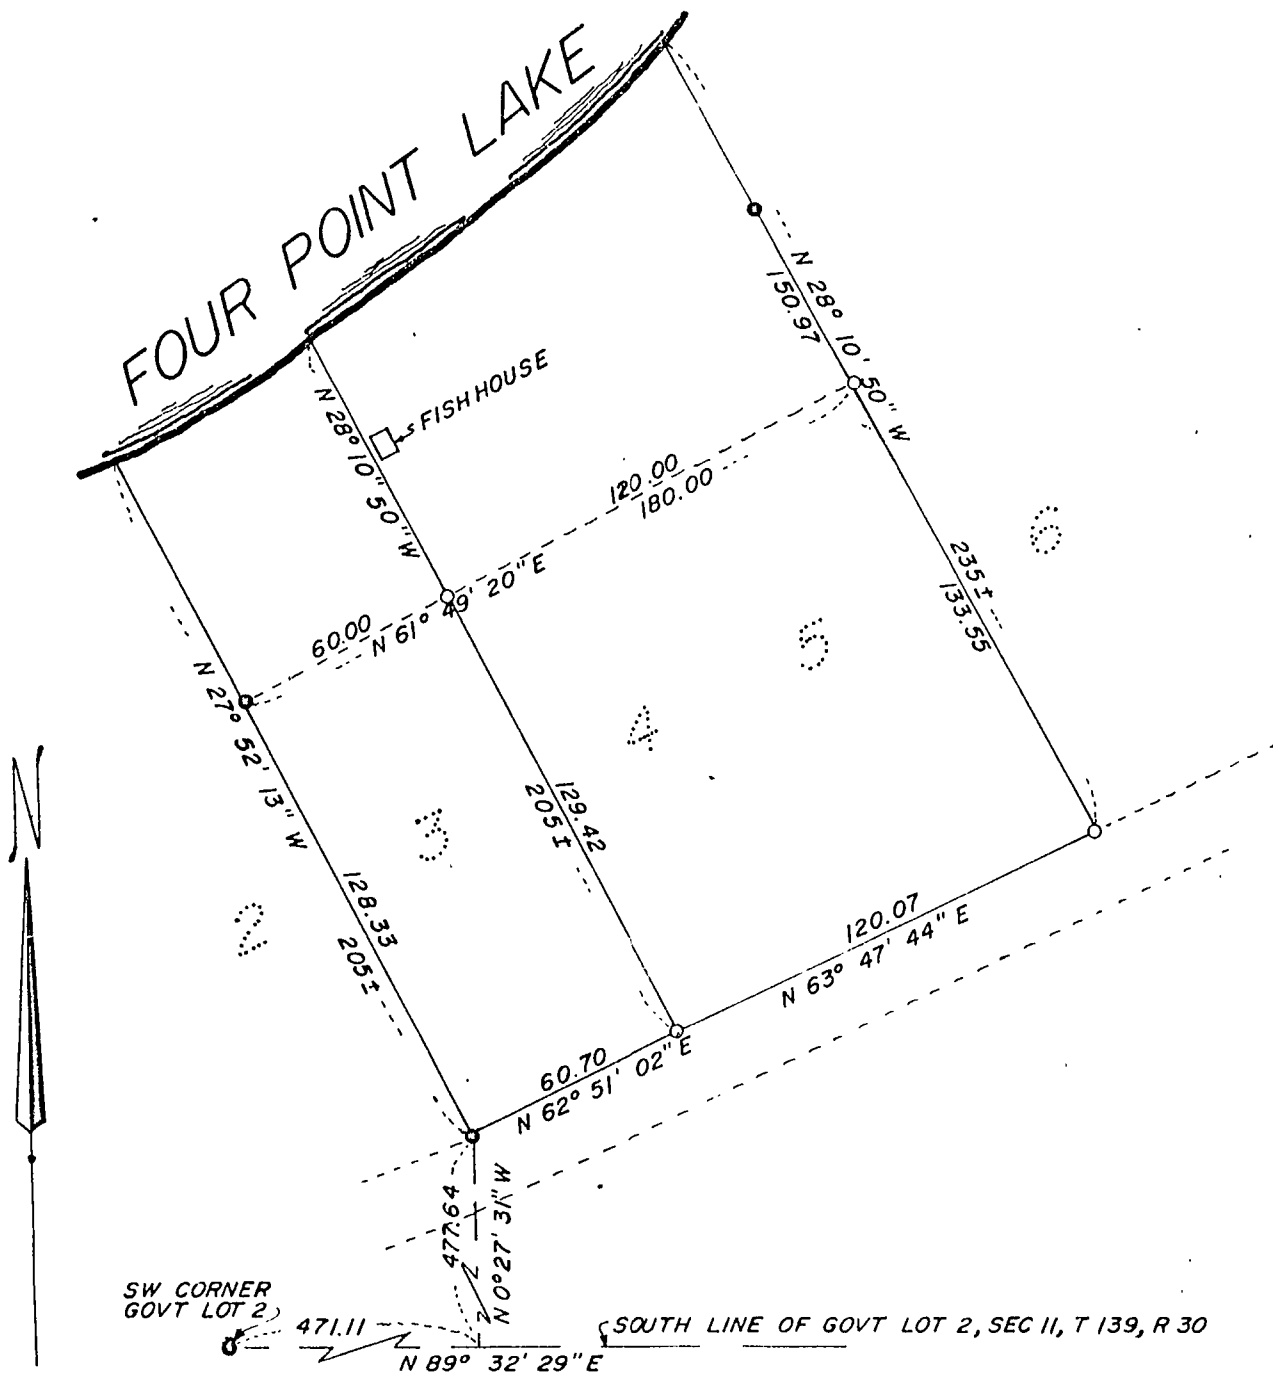 FOUR POINT LAKE
N 28° 10' 50" W
150.97
FISH HOUSE
N 28° 10" 50" W
120.00
180.00
6
235±
133.55
60.00
N 61° 49' 20" E
5
4
N 27° 52' 13" W
129.42
205±
3
N
128.33
205±
2
120.07
N 63° 47' 44" E
60.70
N 62° 51' 02" E
477.64
N 0° 27' 31" W
SW CORNER
GOVT LOT 2
471.11
SOUTH LINE OF GOVT LOT 2, SEC 11, T 139, R 30
N 89° 32' 29" E